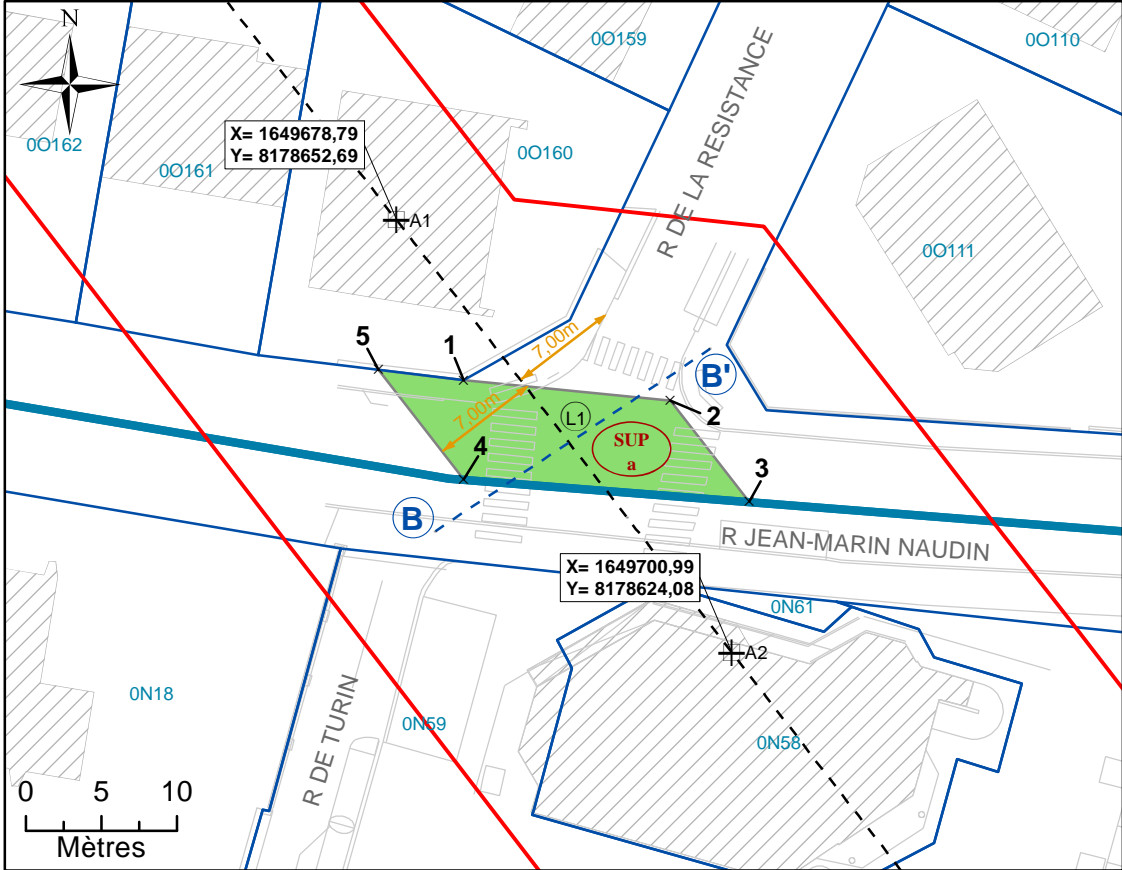 N
0O159
0O110
0O162
X= 1649678,79
Y= 8178652,69
0O160
0O161
R DE LA RESISTANCE
A1
0O111
7,00m
5
1
B'
2
7,00m
L1
SUP
a
4
3
B
R JEAN-MARIN NAUDIN
X= 1649700,99
Y= 8178624,08
0N61
A2
0N18
R DE TURIN
0N59
0N58
0 5 10
Mètres